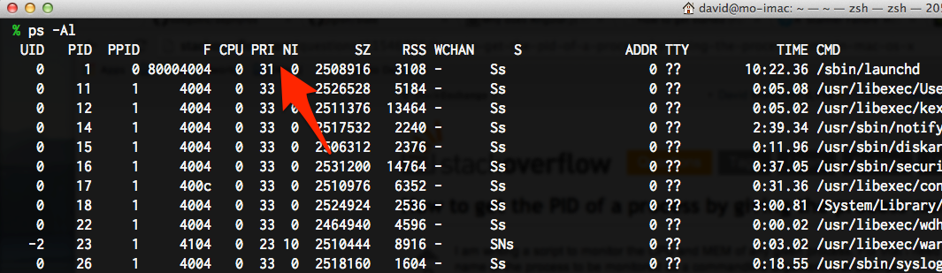 david@mo-imac: ~ — ~ — zsh — zsh — 205
% ps -Al
UID PID PPID F CPU PRI NI SZ RSS WCHAN S ADDR TTY TIME CMD
0 1 0 80004004 0 31 0 2508916 3108 - Ss 0 ?? 10:22.36 /sbin/launchd
0 11 1 4004 0 33 0 2526528 5184 - Ss 0 ?? 0:05.08 /usr/libexec/Use
0 12 1 4004 0 33 0 2511376 13464 - Ss 0 ?? 0:05.02 /usr/libexec/kex
0 14 1 4004 0 33 0 2517532 2240 - Ss 0 ?? 2:39.34 /usr/sbin/notify
0 15 1 4004 0 33 0 2506312 2376 - Ss 0 ?? 0:11.96 /usr/sbin/diskar
0 16 1 4004 0 33 0 2531200 14764 - Ss 0 ?? 0:37.05 /usr/sbin/securi
0 17 1 400c 0 33 0 2510976 6352 - Ss 0 ?? 0:31.36 /usr/libexec/con
0 18 1 4004 0 33 0 2524924 2536 - Ss 0 ?? 3:00.81 /System/Library/
0 22 1 4004 0 33 0 2464940 4596 - Ss 0 ?? 0:00.02 /usr/libexec/wdh
-2 23 1 4104 0 23 10 2510444 8916 - SNs 0 ?? 0:03.02 /usr/libexec/war
0 26 1 4004 0 33 0 2518160 1604 - Ss 0 ?? 0:18.55 /usr/sbin/syslog